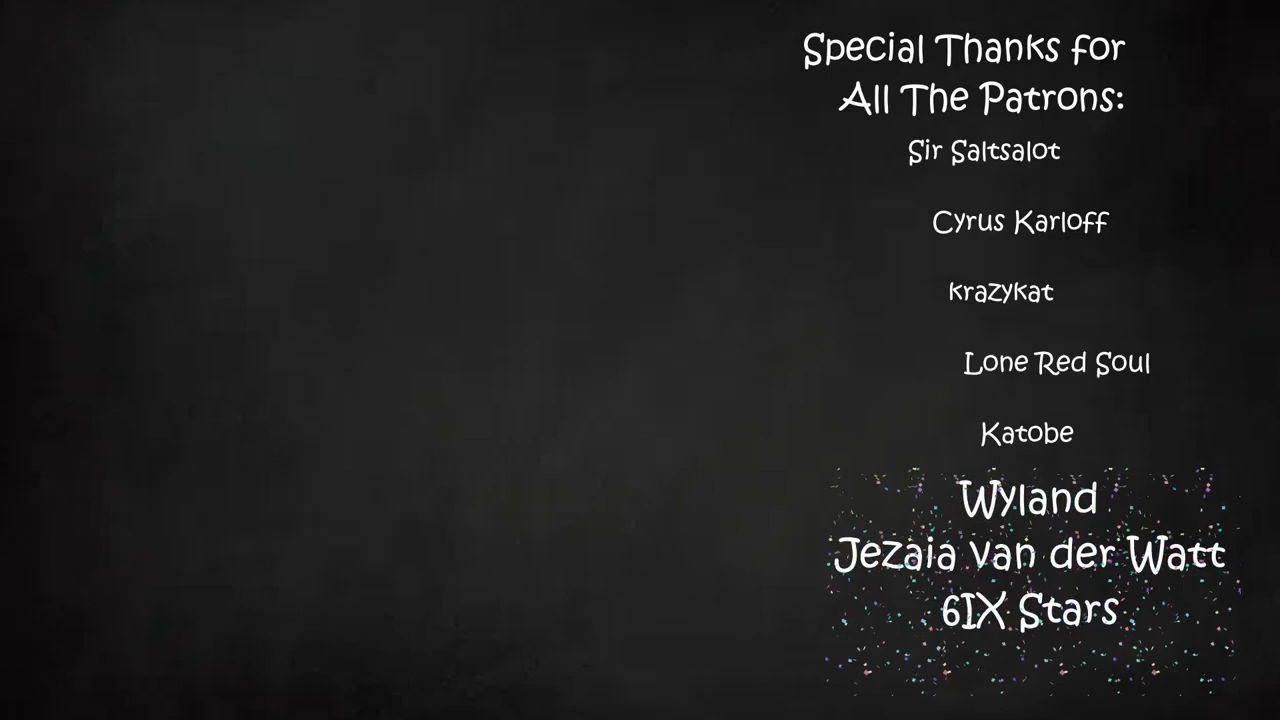 Special Thanks for
All The Patrons:
Sir Saltsalot
Cyrus Karloff
krazykat
Lone Red Soul
Katobe
Wyland
Jezaia van der Watt
6IX Stars